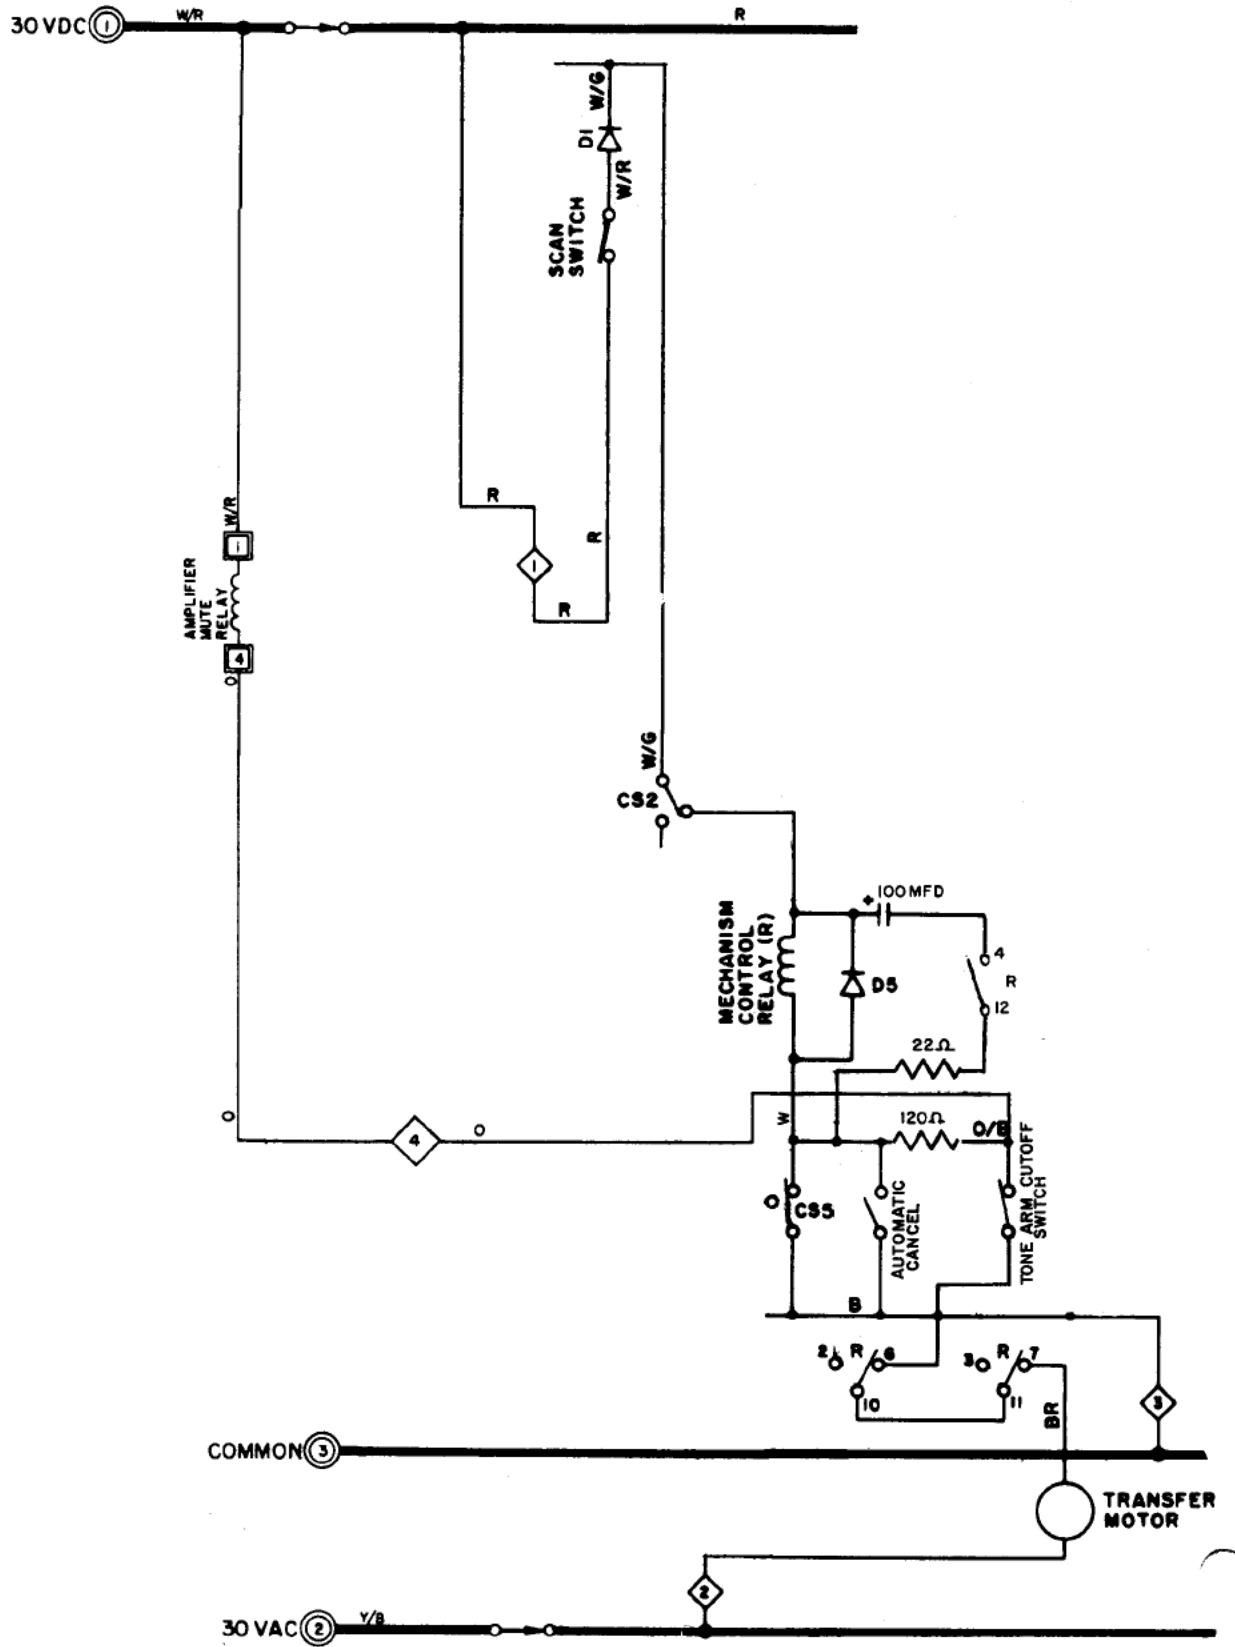 30 VDC 1
W/R
R
W/G
D1
W/R
SCAN
SWITCH
R
R
1
R
W/R
1
AMPLIFIER
MUTE
RELAY
4
O
W/G
CS2
+ 100 MFD
MECHANISM
CONTROL
RELAY (R)
D5
4
R
12
22Ω
W
120Ω
O/B
O
4
O
O
CS5
AUTOMATIC
CANCEL
TONE ARM CUTOFF
SWITCH
B
2 R 6
3 R 7
10
11
BR
3
COMMON 3
TRANSFER
MOTOR
2
30 VAC 2
Y/B